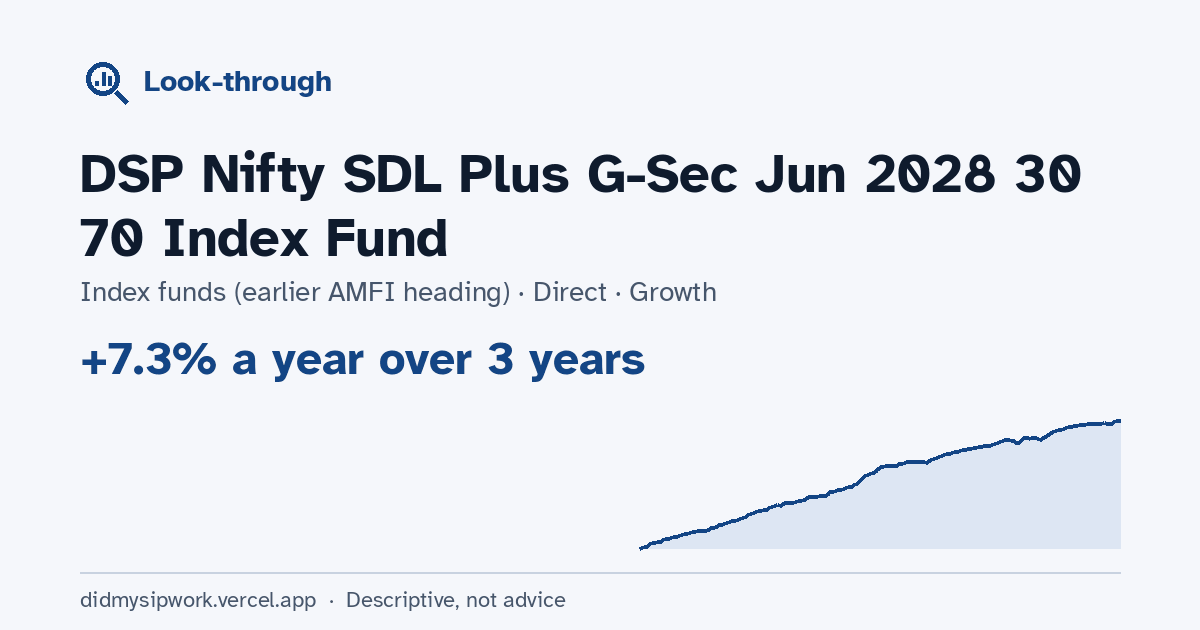 Look-through
DSP Nifty SDL Plus G-Sec Jun 2028 30
70 Index Fund
Index funds (earlier AMFI heading) · Direct · Growth
+7.3% a year over 3 years
didmysipwork.vercel.app · Descriptive, not advice